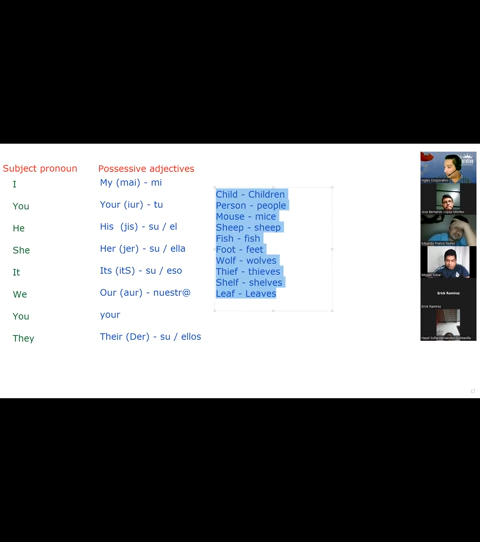 Subject pronoun
Possessive adjectives
I
My (mai) - mi
You
Your (iur) - tu
He
His (jis) - su / el
She
Her (jer) - su / ella
It
Its (itS) - su / eso
We
Our (aur) - nuestr@
You
your
They
Their (Der) - su / ellos
Child - Children
Person - people
Mouse - mice
Sheep - sheep
Fish - fish
Foot - feet
Wolf - wolves
Thief - thieves
Shelf - shelves
Leaf - Leaves
Erick Ramirez
Erick Ramirez